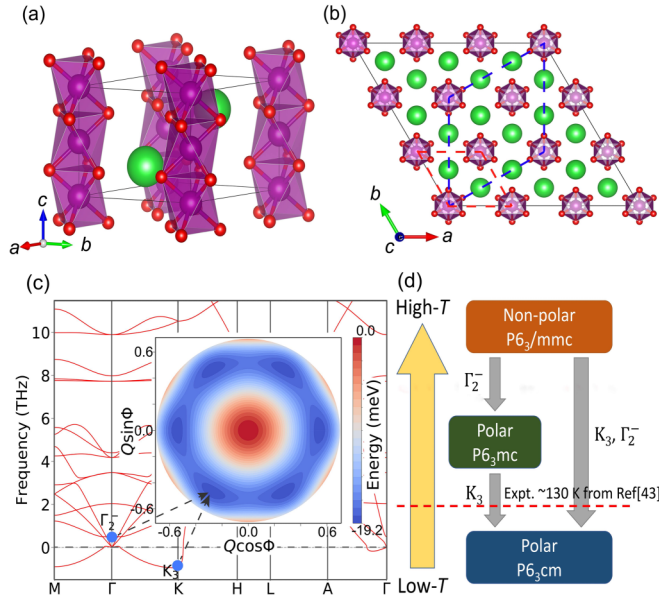 (a)
c
a
b
(b)
b
c
a
(c)
Frequency (THz)
10
8
6
4
2
0
Γ₂⁻
K₃
M
Γ
K
H
L
A
Γ
QsinΦ
0.6
0.0
-0.6
-0.6
0.0
0.6
QcosΦ
0.0
Energy (meV)
-19.2
(d)
High-T
Low-T
Non-polar
P6₃/mmc
Γ₂⁻
K₃, Γ₂⁻
Polar
P6₃mc
K₃
Expt. ~130 K from Ref[43]
Polar
P6₃cm